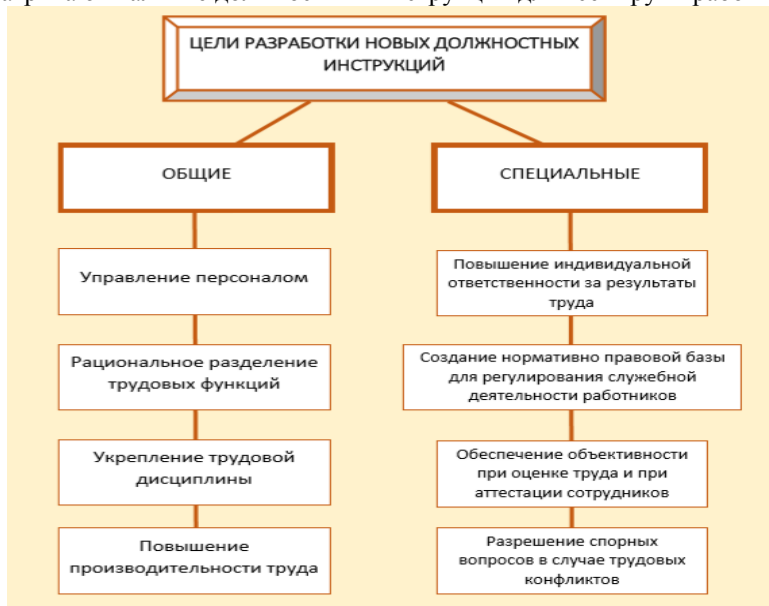 ЦЕЛИ РАЗРАБОТКИ НОВЫХ ДОЛЖНОСТНЫХ
ИНСТРУКЦИЙ
ОБЩИЕ
Управление персоналом
Рациональное разделение
трудовых функций
Укрепление трудовой
дисциплины
Повышение
производительности труда
СПЕЦИАЛЬНЫЕ
Повышение индивидуальной
ответственности за результаты
труда
Создание нормативно правовой базы
для регулирования служебной
деятельности работников
Обеспечение объективности
при оценке труда и при
аттестации сотрудников
Разрешение спорных
вопросов в случае трудовых
конфликтов